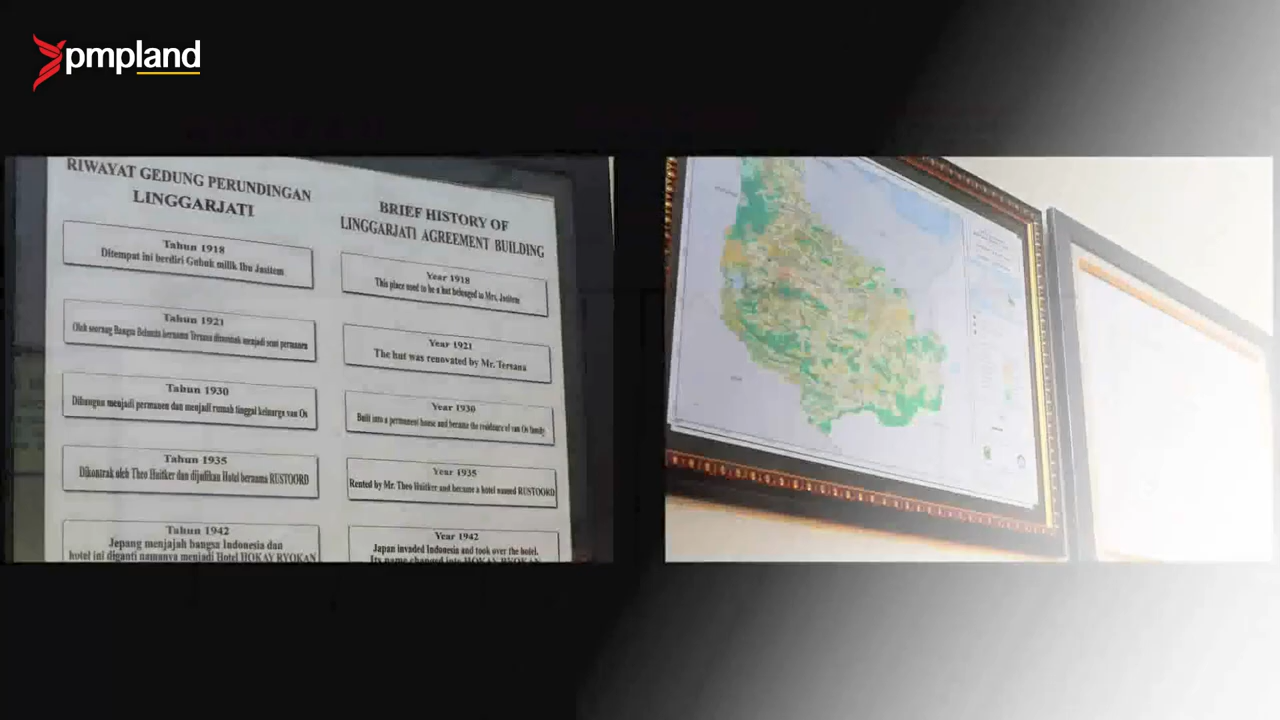 pmpland
RIWAYAT GEDUNG PERUNDINGAN
LINGGARJATI
Tahun 1918
Ditempat ini berdiri Gubuk milik Ibu Jasitem
Tahun 1921
Oleh seorang Bangsa Belanda bernama Tersana dirombak menjadi semi permanen
Tahun 1930
Dibangun menjadi permanen dan menjadi rumah tinggal keluarga van Os
Tahun 1935
Dikontrak oleh Theo Huitker dan dijadikan Hotel bernama RUSTOORD
Tahun 1942
Jepang menjajah bangsa Indonesia dan
hotel ini diganti namanya menjadi Hotel HOKAY RYOKAN
BRIEF HISTORY OF
LINGGARJATI AGREEMENT BUILDING
Year 1918
This place used to be a hut belonged to Mrs. Jasitem
Year 1921
The hut was renovated by Mr. Tersana
Year 1930
Built into a permanent house and became the residence of van Os family
Year 1935
Rented by Mr. Theo Huitker and became a hotel named RUSTOORD
Year 1942
Japan invaded Indonesia and took over the hotel.
Its name changed into HOKAY RYOKAN